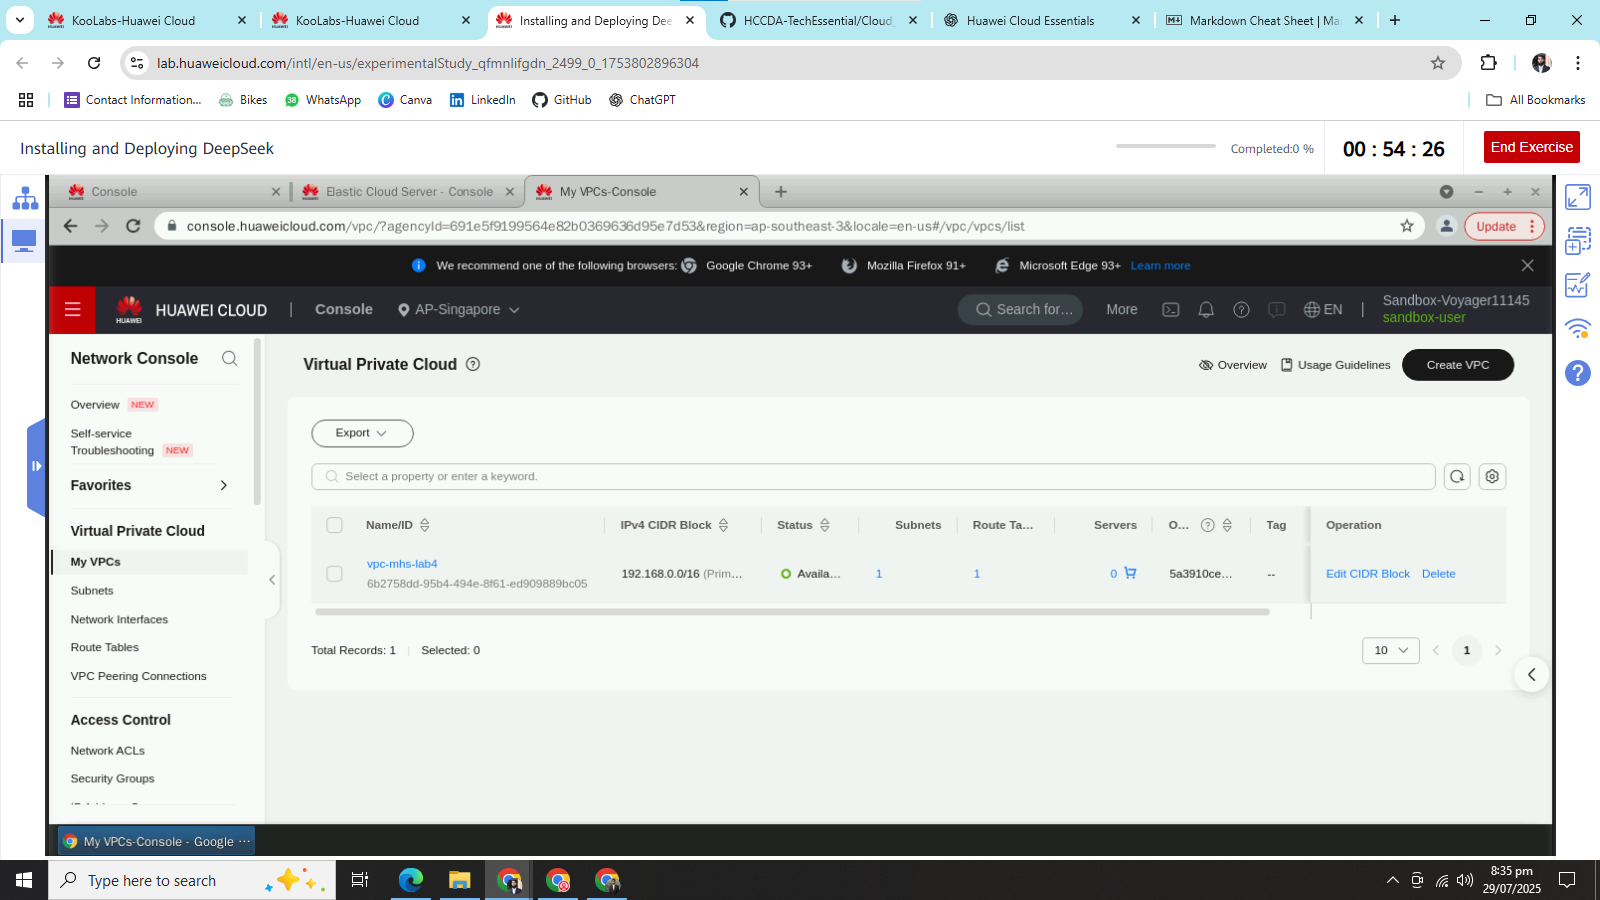 KooLabs-Huawei Cloud
KooLabs-Huawei Cloud
Installing and Deploying Dee
HCCDA-TechEssential/Cloud_
Huawei Cloud Essentials
Markdown Cheat Sheet | Ma
lab.huaweicloud.com/intl/en-us/experimentalStudy_qfmnlifgdn_2499_0_1753802896304
Contact Information...
Bikes
38
WhatsApp
Canva
LinkedIn
GitHub
ChatGPT
All Bookmarks
Installing and Deploying DeepSeek
Completed:0 %
00 : 54 : 26
End Exercise
Console
Elastic Cloud Server - Console
My VPCs-Console
console.huaweicloud.com/vpc/?agencyId=691e5f9199564e82b0369636d95e7d53&region=ap-southeast-3&locale=en-us#/vpc/vpcs/list
Update
We recommend one of the following browsers:
Google Chrome 93+
Mozilla Firefox 91+
Microsoft Edge 93+
Learn more
HUAWEI
HUAWEI CLOUD
Console
AP-Singapore
Search for...
More
EN
Sandbox-Voyager11145
sandbox-user
Network Console
Overview NEW
Self-service
Troubleshooting NEW
Favorites
Virtual Private Cloud
My VPCs
Subnets
Network Interfaces
Route Tables
VPC Peering Connections
Access Control
Network ACLs
Security Groups
Virtual Private Cloud
Overview
Usage Guidelines
Create VPC
Export
Select a property or enter a keyword.
Name/ID
IPv4 CIDR Block
Status
Subnets
Route Ta...
Servers
O...
Tag
Operation
vpc-mhs-lab4
6b2758dd-95b4-494e-8f61-ed909889bc05
192.168.0.0/16 (Prim...
Availa...
1
1
0
5a3910ce...
--
Edit CIDR Block
Delete
Total Records: 1
Selected: 0
10
1
My VPCs-Console - Google ...
Type here to search
8:35 pm
29/07/2025